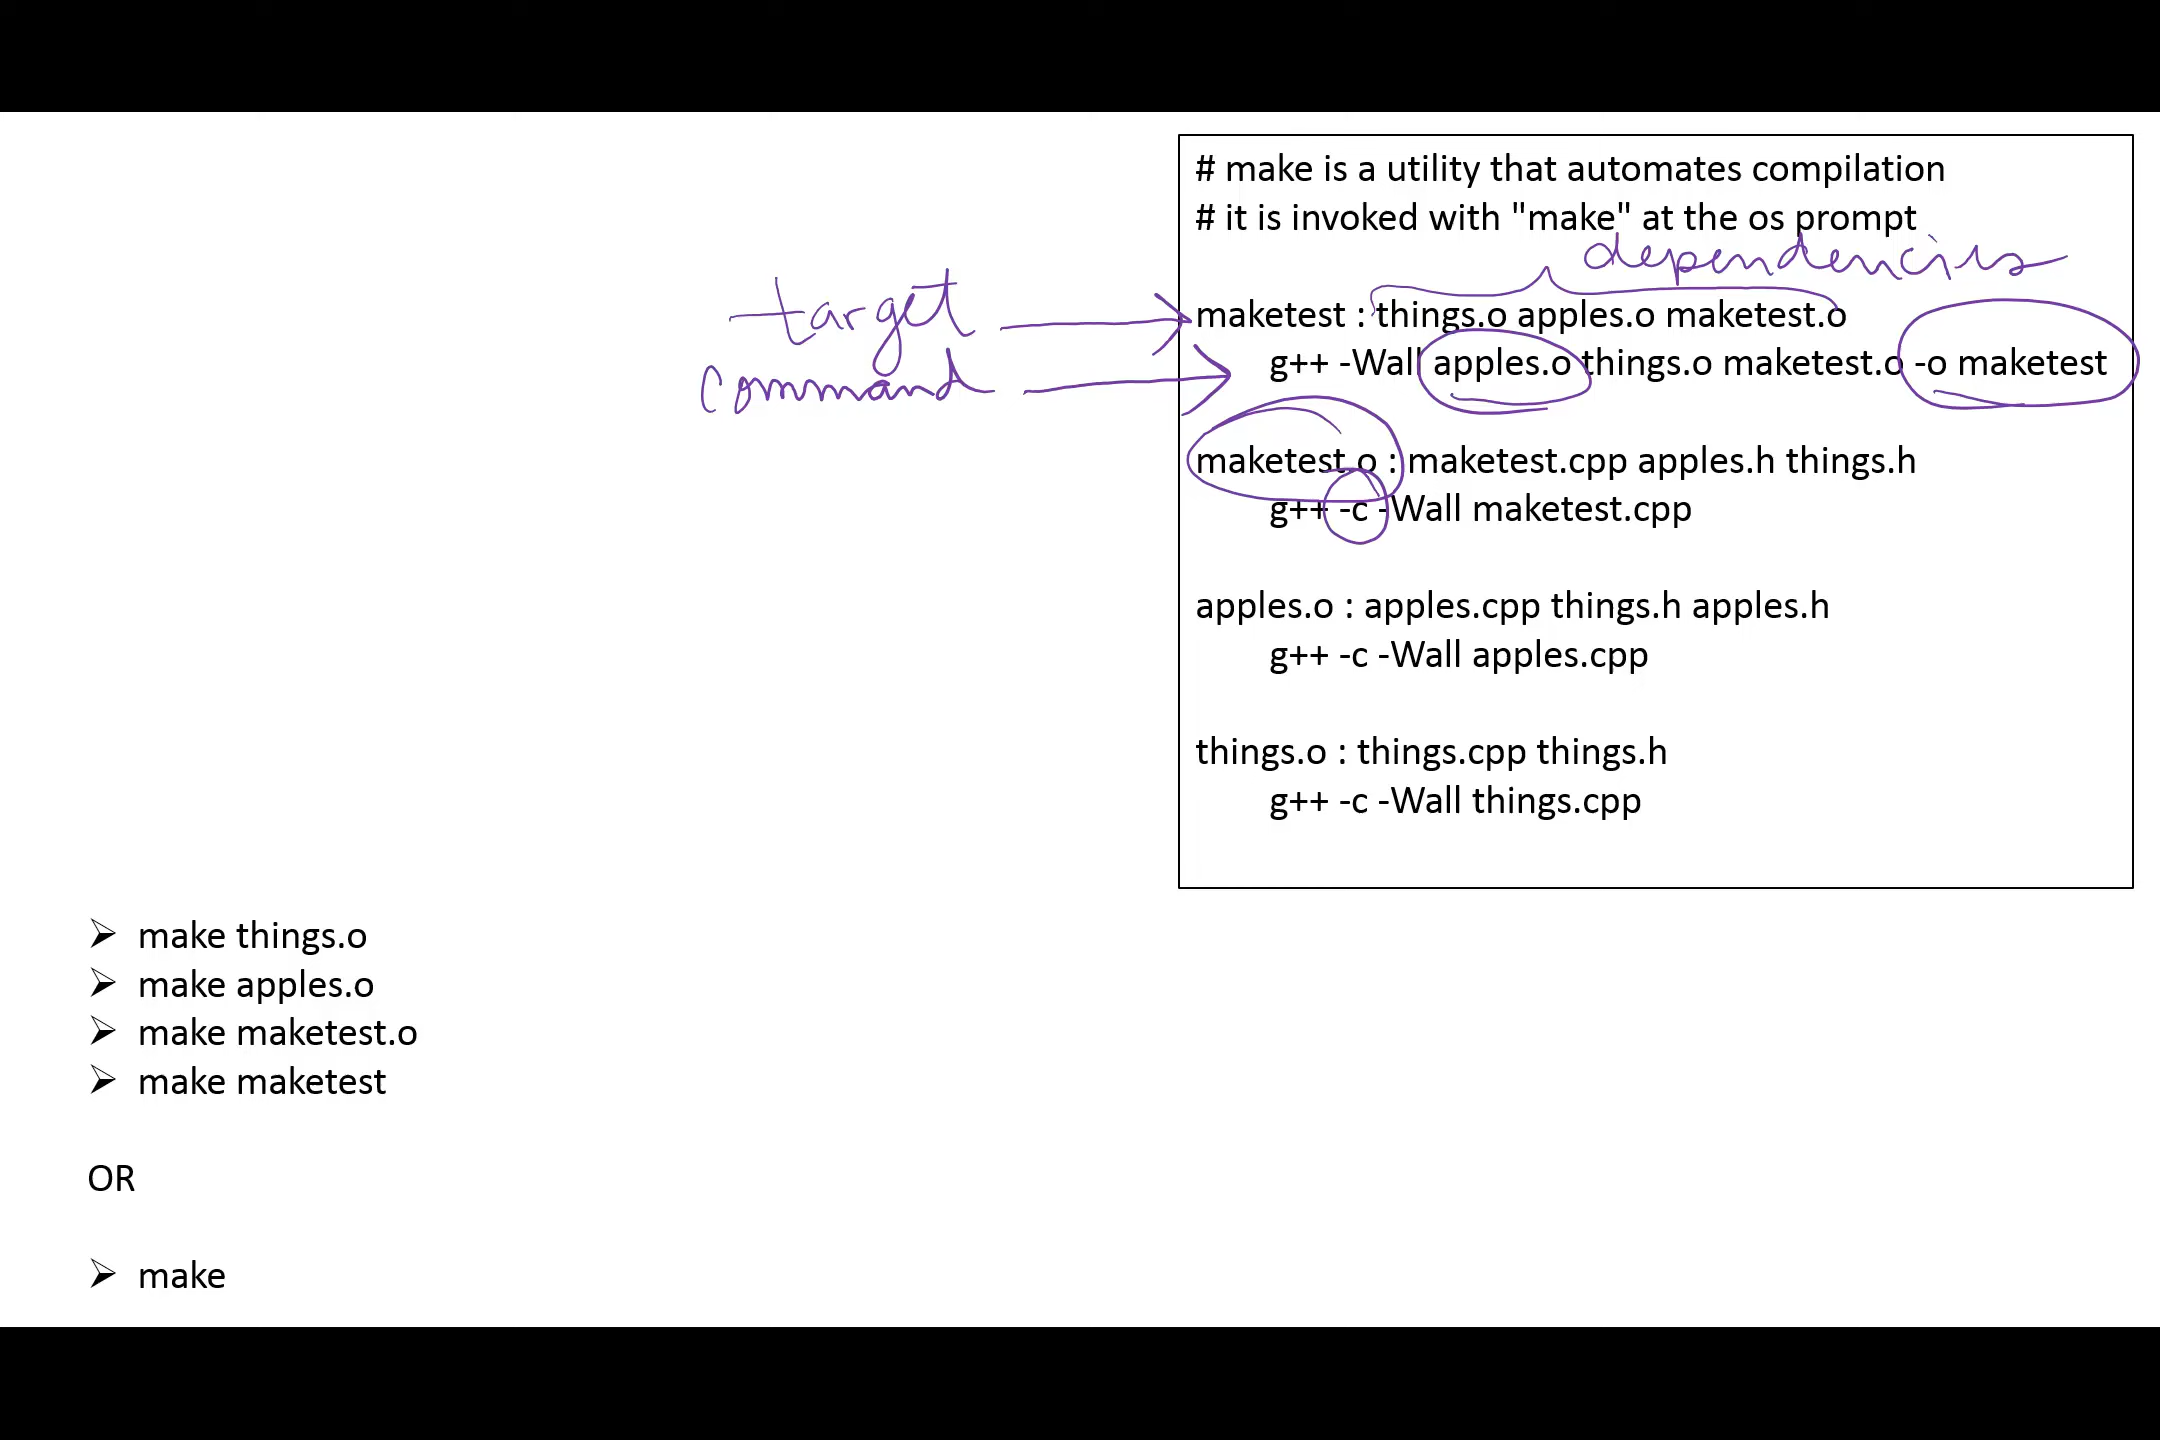 # make is a utility that automates compilation
# it is invoked with "make" at the os prompt
dependencies
target
maketest : things.o apples.o maketest.o
command
g++ -Wall apples.o things.o maketest.o -o maketest
maketest.o : maketest.cpp apples.h things.h
g++ -c -Wall maketest.cpp
apples.o : apples.cpp things.h apples.h
g++ -c -Wall apples.cpp
things.o : things.cpp things.h
g++ -c -Wall things.cpp
➢ make things.o
➢ make apples.o
➢ make maketest.o
➢ make maketest
OR
➢ make